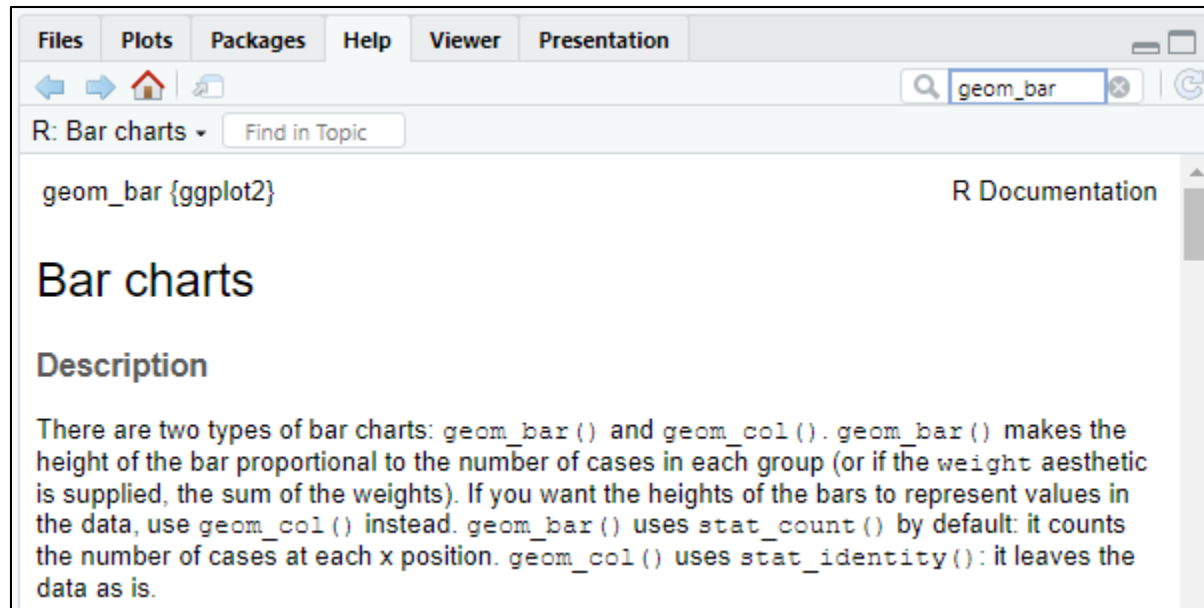 Files Plots Packages Help Viewer Presentation
geom_bar
R: Bar charts Find in Topic
geom_bar {ggplot2} R Documentation
Bar charts
Description
There are two types of bar charts: geom_bar() and geom_col(). geom_bar() makes the
height of the bar proportional to the number of cases in each group (or if the weight aesthetic
is supplied, the sum of the weights). If you want the heights of the bars to represent values in
the data, use geom_col() instead. geom_bar() uses stat_count() by default: it counts
the number of cases at each x position. geom_col() uses stat_identity(): it leaves the
data as is.